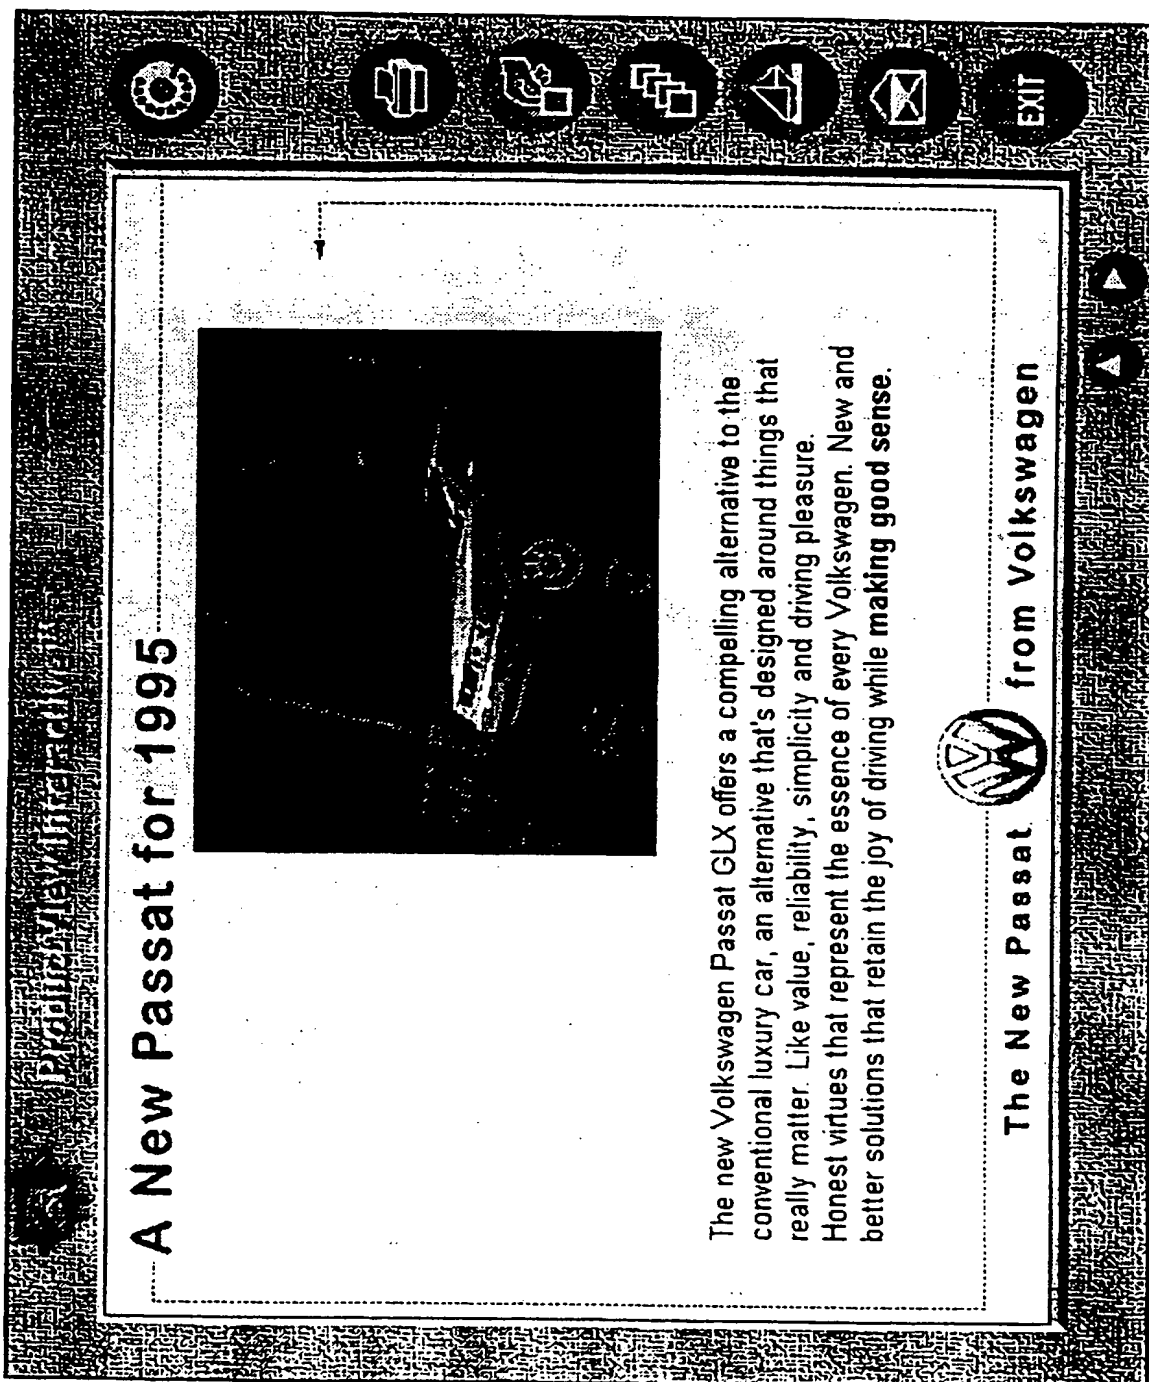 ProductView Interactive
A New Passat for 1995
The new Volkswagen Passat GLX offers a compelling alternative to the
conventional luxury car, an alternative that's designed around things that
really matter. Like value, reliability, simplicity and driving pleasure.
Honest virtues that represent the essence of every Volkswagen. New and
better solutions that retain the joy of driving while making good sense.
The New Passat from Volkswagen
EXIT